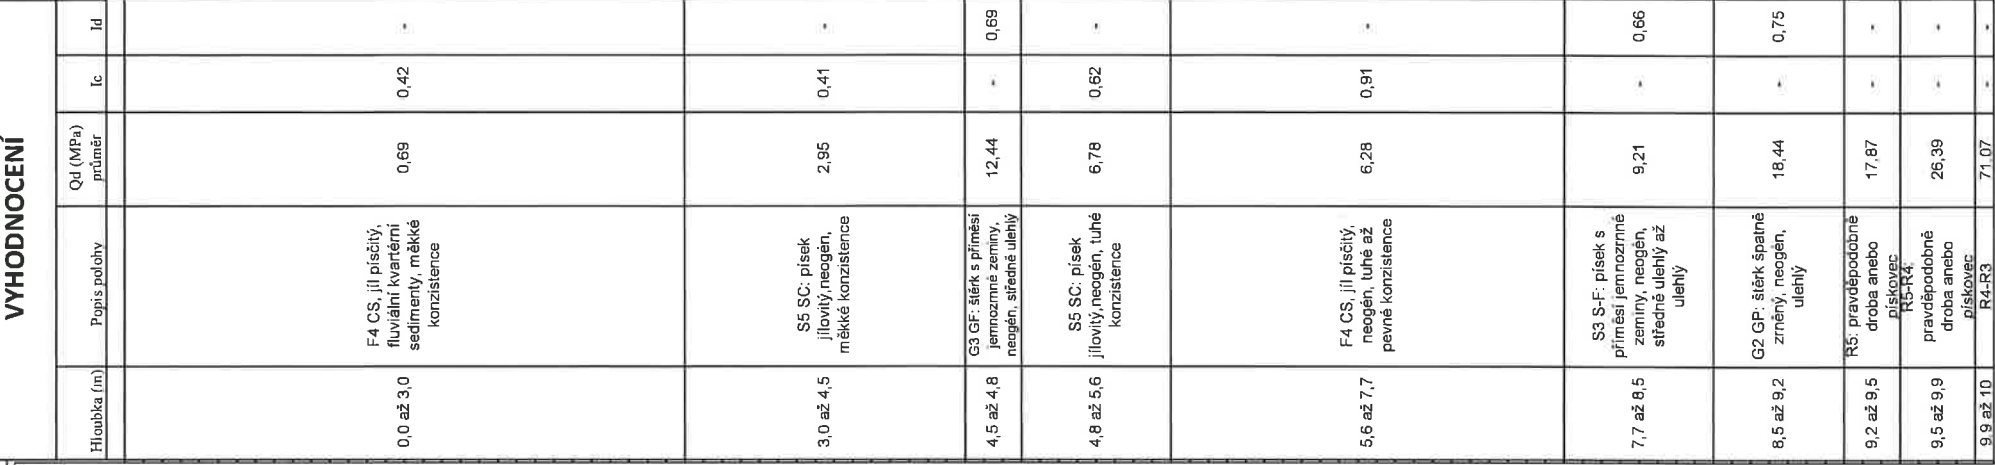 VYHODNOCENÍ
Hloubka (m) Popis polohy Qd (MPa) průměr Ic Id
0,0 až 3,0
F4 CS, jíl písčitý,
fluviální kvartérní
sedimenty, měkké
konzistence
0,69 0,42 -
3,0 až 4,5
S5 SC: písek
jílovitý,neogén,
měkké konzistence
2,95 0,41 -
4,5 až 4,8
G3 GF: štěrk s příměsí
jemnozrnné zeminy,
neogén, středně ulehlý
12,44 - 0,69
4,8 až 5,6
S5 SC: písek
jílovitý,neogén, tuhé
konzistence
6,78 0,62 -
5,6 až 7,7
F4 CS, jíl písčitý,
neogén, tuhé až
pevné konzistence
6,28 0,91 -
7,7 až 8,5
S3 S-F: písek s
příměsí jemnozrnné
zeminy, neogén,
středně ulehlý až
ulehlý
9,21 - 0,66
8,5 až 9,2
G2 GP: štěrk špatně
zrněný, neogén,
ulehlý
18,44 - 0,75
9,2 až 9,5
R5: pravděpodobně
droba anebo
pískovec
17,87 - -
9,5 až 9,9
R5-R4:
pravděpodobně
droba anebo
pískovec
26,39 - -
9,9 až 10 R4-R3 71,07 - -